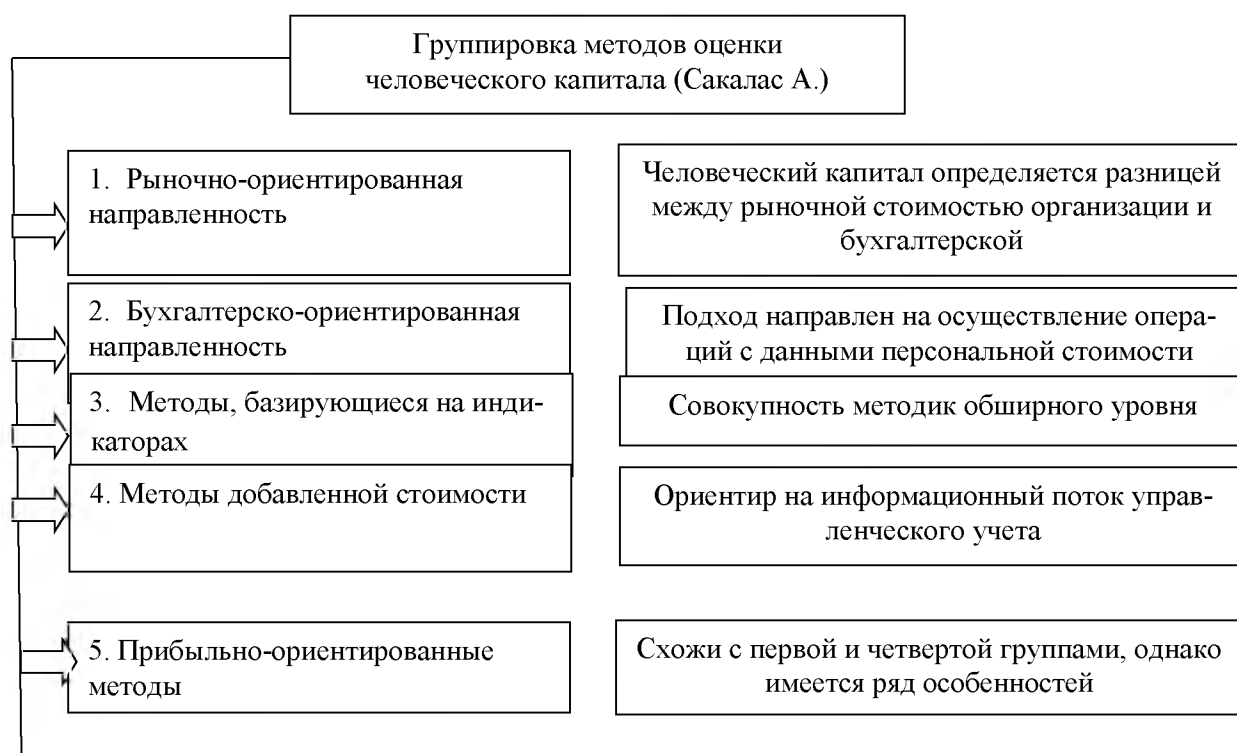 Группировка методов оценки
человеческого капитала (Сакалас А.)
1. Рыночно-ориентированная
направленность
Человеческий капитал определяется разницей
между рыночной стоимостью организации и
бухгалтерской
2. Бухгалтерско-ориентированная
направленность
Подход направлен на осуществление опера-
ций с данными персональной стоимости
3. Методы, базирующиеся на инди-
каторах
Совокупность методик обширного уровня
4. Методы добавленной стоимости
Ориентир на информационный поток управ-
ленческого учета
5. Прибыльно-ориентированные
методы
Схожи с первой и четвертой группами, однако
имеется ряд особенностей